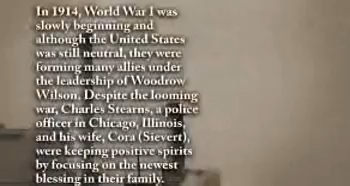 In 1914, World War I was
slowly beginning and
although the United States
was still neutral, they were
forming many allies under
the leadership of Woodrow
Wilson. Despite the looming
war, Charles Stearns, a police
officer in Chicago, Illinois,
and his wife, Cora (Sievert),
were keeping positive spirits
by focusing on the newest
blessing in their family.